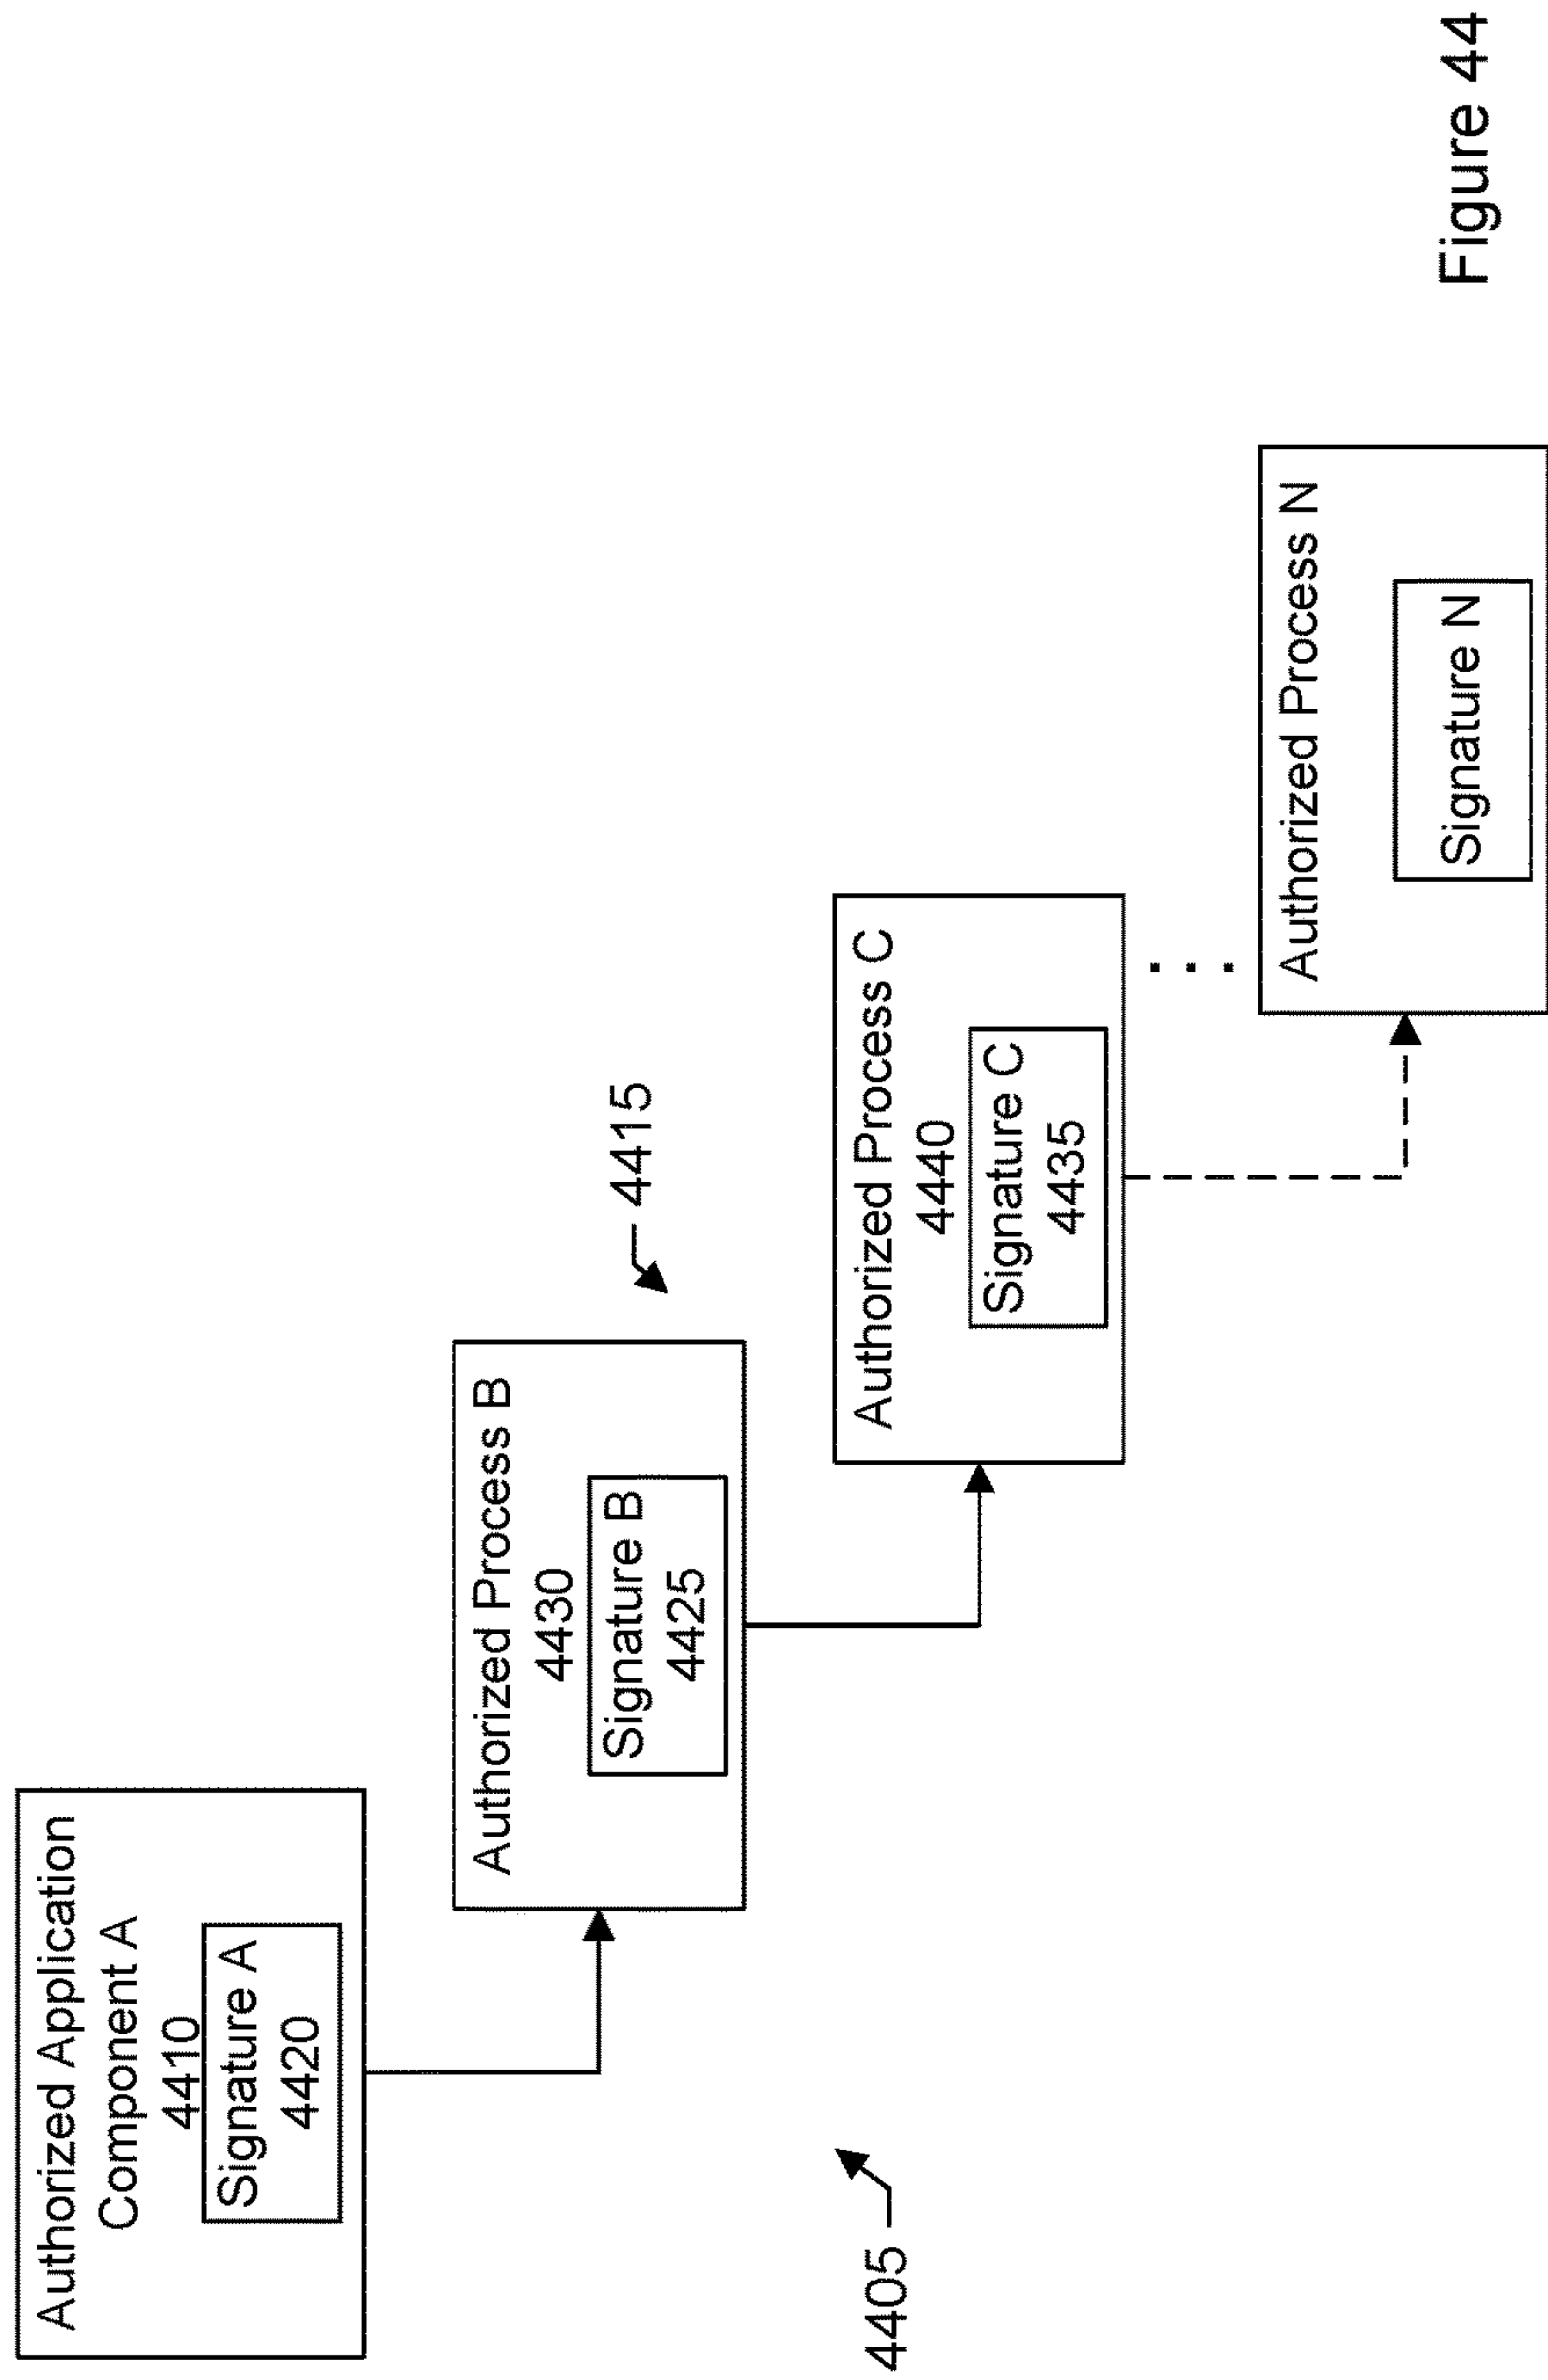 Authorized Application
Component A
4410
Signature A
4420
Authorized Process B
4430
Signature B
4425
4415
Authorized Process C
4440
Signature C
4435
. . .
Authorized Process N
Signature N
4405
Figure 44